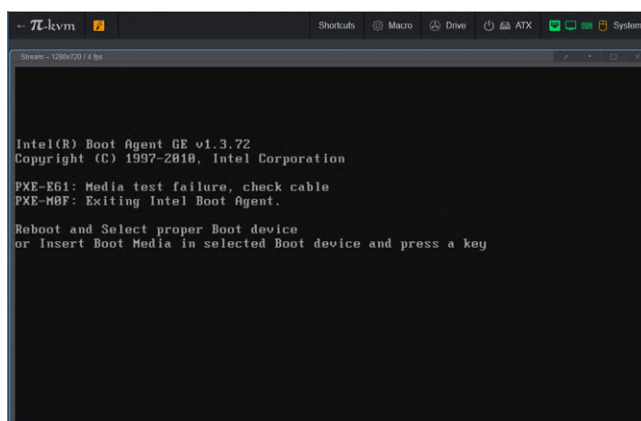 ← π-kvm Shortcuts Macro Drive ATX System
Stream – 1280x720 / 4 fps
Intel(R) Boot Agent GE v1.3.72
Copyright (C) 1997-2010, Intel Corporation
PXE-E61: Media test failure, check cable
PXE-M0F: Exiting Intel Boot Agent.
Reboot and Select proper Boot device
or Insert Boot Media in selected Boot device and press a key